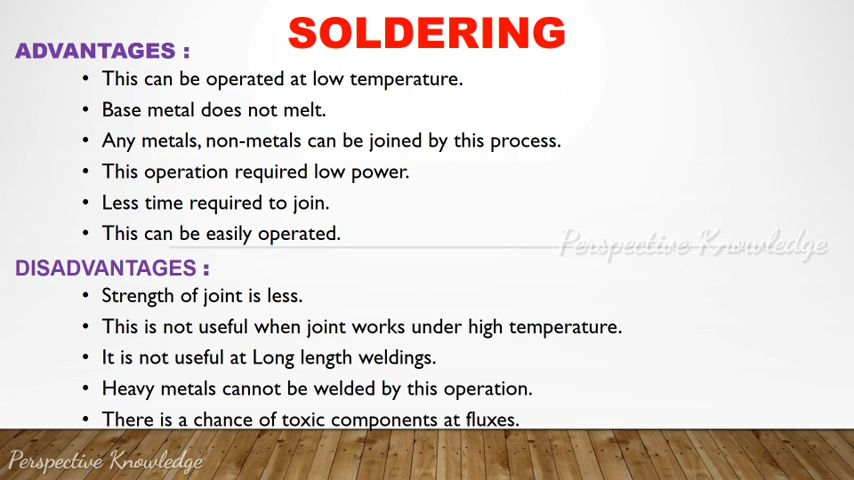 SOLDERING
ADVANTAGES :
• This can be operated at low temperature.
• Base metal does not melt.
• Any metals, non-metals can be joined by this process.
• This operation required low power.
• Less time required to join.
• This can be easily operated.
Perspective Knowledge
DISADVANTAGES :
• Strength of joint is less.
• This is not useful when joint works under high temperature.
• It is not useful at Long length weldings.
• Heavy metals cannot be welded by this operation.
• There is a chance of toxic components at fluxes.
Perspective Knowledge